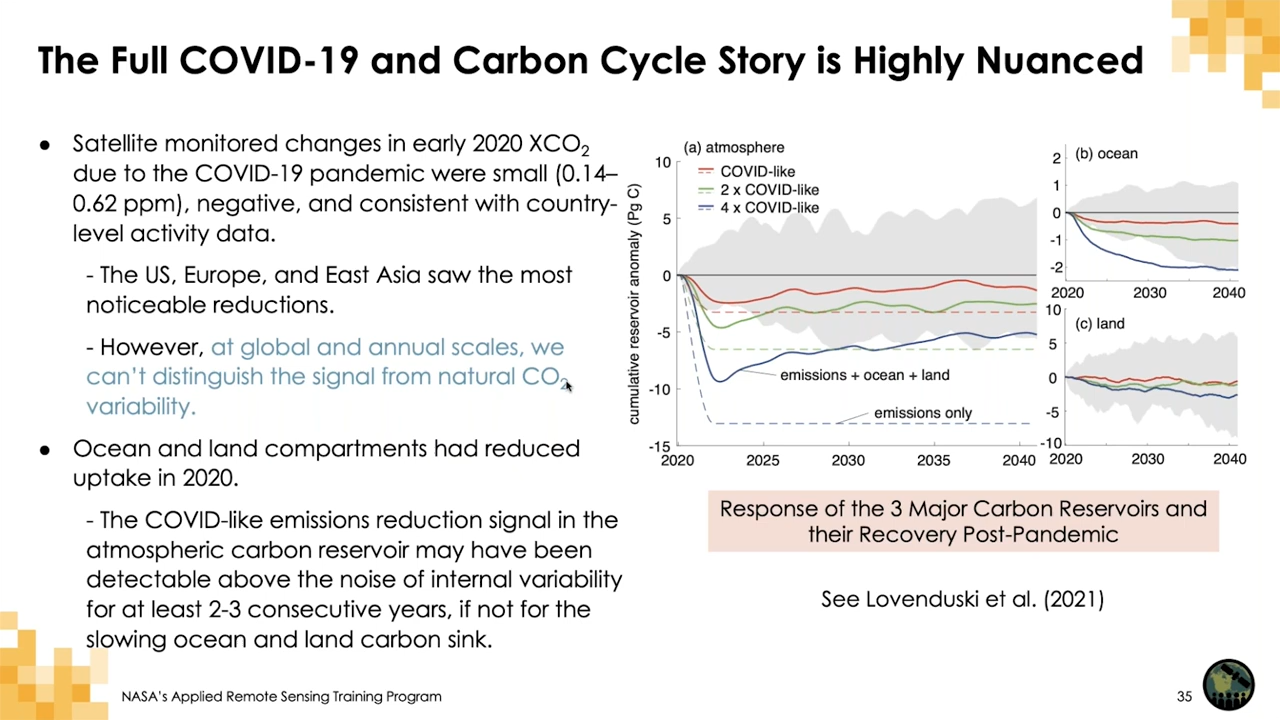 The Full COVID-19 and Carbon Cycle Story is Highly Nuanced
● Satellite monitored changes in early 2020 XCO₂
due to the COVID-19 pandemic were small (0.14–
0.62 ppm), negative, and consistent with country-
level activity data.
- The US, Europe, and East Asia saw the most
noticeable reductions.
- However, at global and annual scales, we
can't distinguish the signal from natural CO₂
variability.
● Ocean and land compartments had reduced
uptake in 2020.
- The COVID-like emissions reduction signal in the
atmospheric carbon reservoir may have been
detectable above the noise of internal variability
for at least 2-3 consecutive years, if not for the
slowing ocean and land carbon sink.
(a) atmosphere
COVID-like
2 x COVID-like
4 x COVID-like
cumulative reservoir anomaly (Pg C)
10
5
0
-5
-10
-15
emissions + ocean + land
emissions only
2020 2025 2030 2035 2040
(b) ocean
2
1
0
-1
-2
2020 2030 2040
(c) land
10
5
0
-5
-10
2020 2030 2040
Response of the 3 Major Carbon Reservoirs and
their Recovery Post-Pandemic
See Lovenduski et al. (2021)
NASA's Applied Remote Sensing Training Program
35